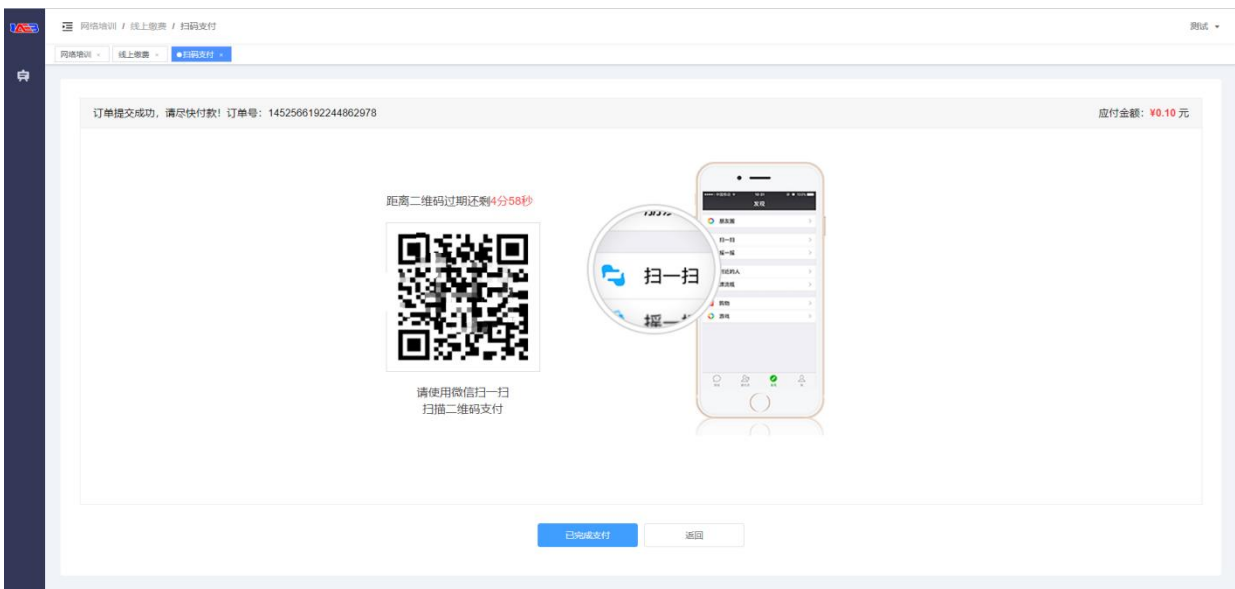 网络培训 / 线上缴费 / 扫码支付
测试
网络培训 ×
线上缴费 ×
扫码支付 ×
订单提交成功，请尽快付款！订单号：1452566192244862978
应付金额：¥0.10 元
距离二维码过期还剩4分58秒
请使用微信扫一扫
扫描二维码支付
发现
朋友圈
扫一扫
摇一摇
购物
游戏
扫一扫
摇一
已完成支付
返回